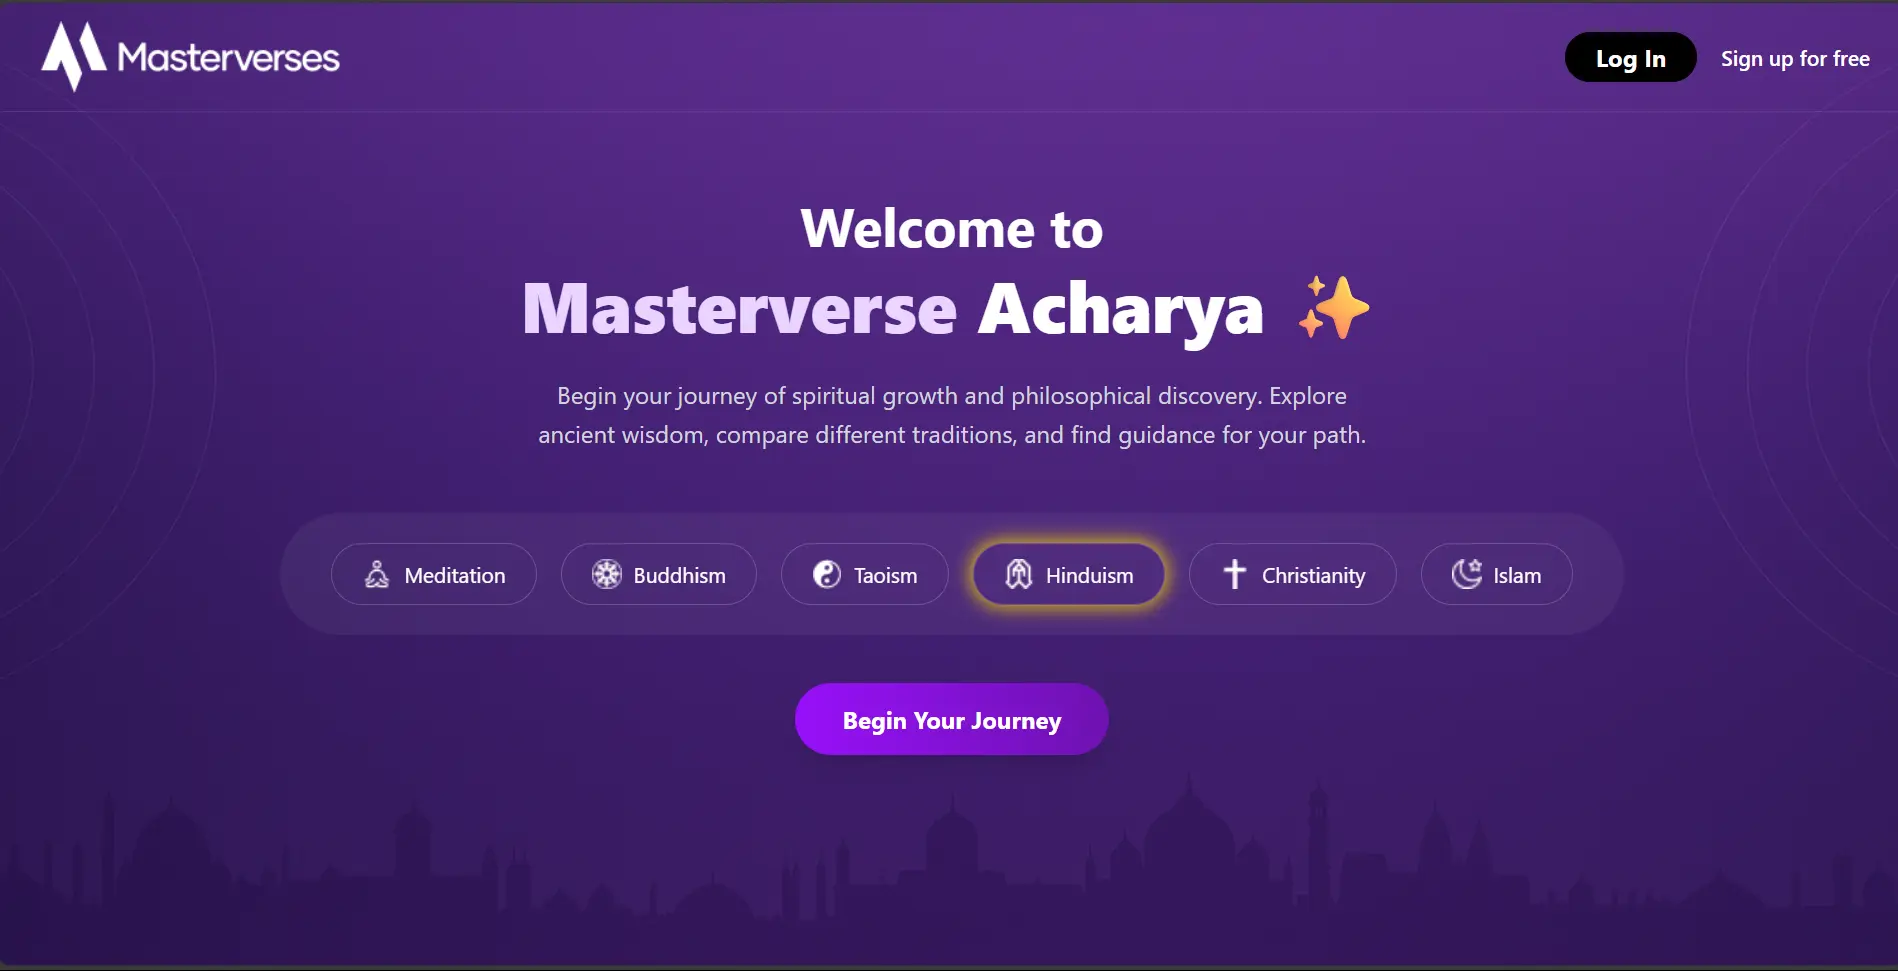 Masterverses
Log In
Sign up for free
Welcome to
Masterverse Acharya
Begin your journey of spiritual growth and philosophical discovery. Explore
ancient wisdom, compare different traditions, and find guidance for your path.
Meditation
Buddhism
Taoism
Hinduism
Christianity
Islam
Begin Your Journey